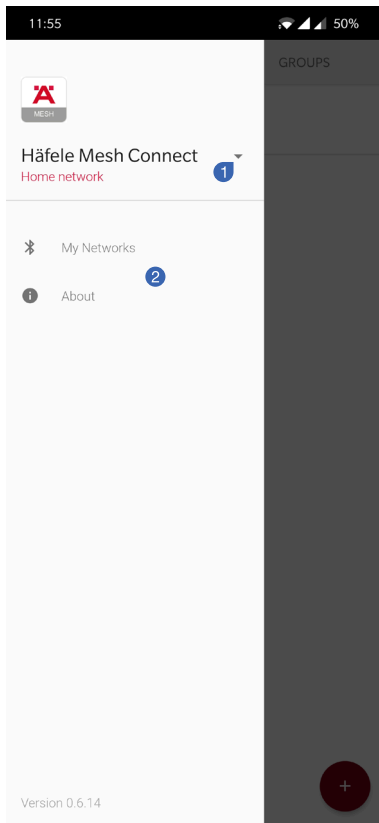 11:55
50%
GROUPS
Ä
MESH
Häfele Mesh Connect
1
Home network
My Networks
2
About
Version 0.6.14
+